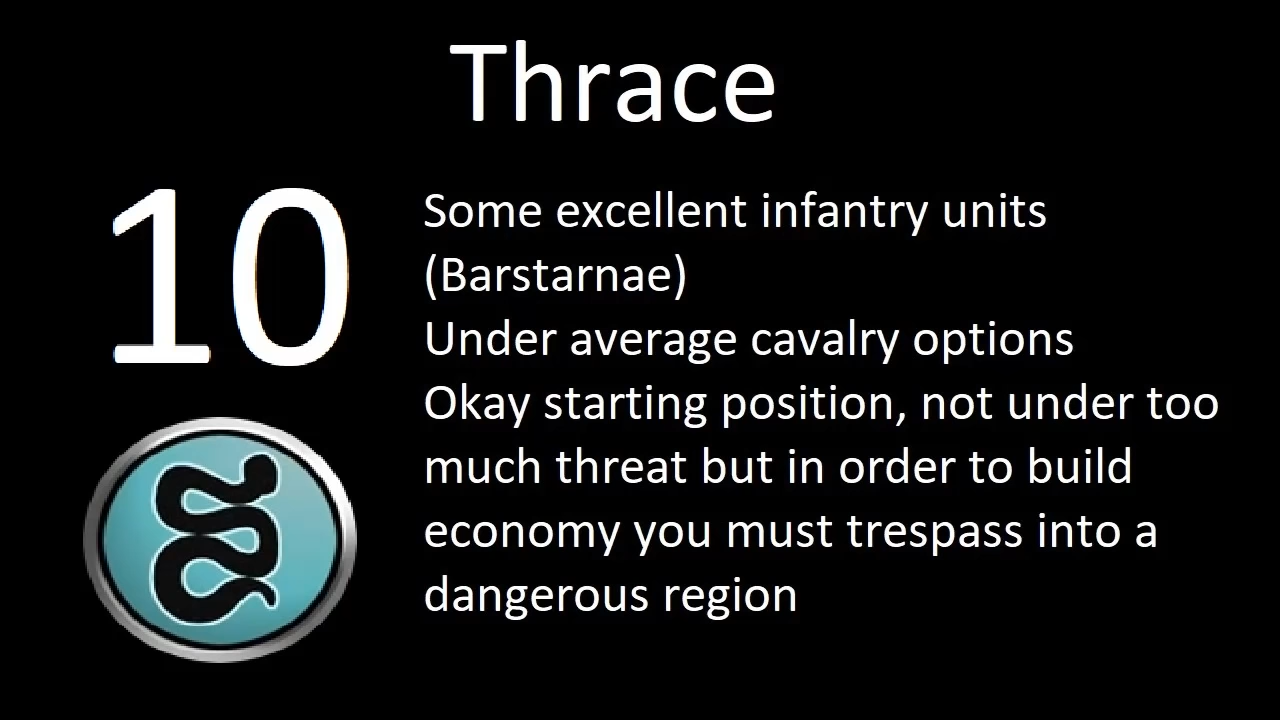 Thrace
10
Some excellent infantry units
(Barstarnae)
Under average cavalry options
Okay starting position, not under too
much threat but in order to build
economy you must trespass into a
dangerous region